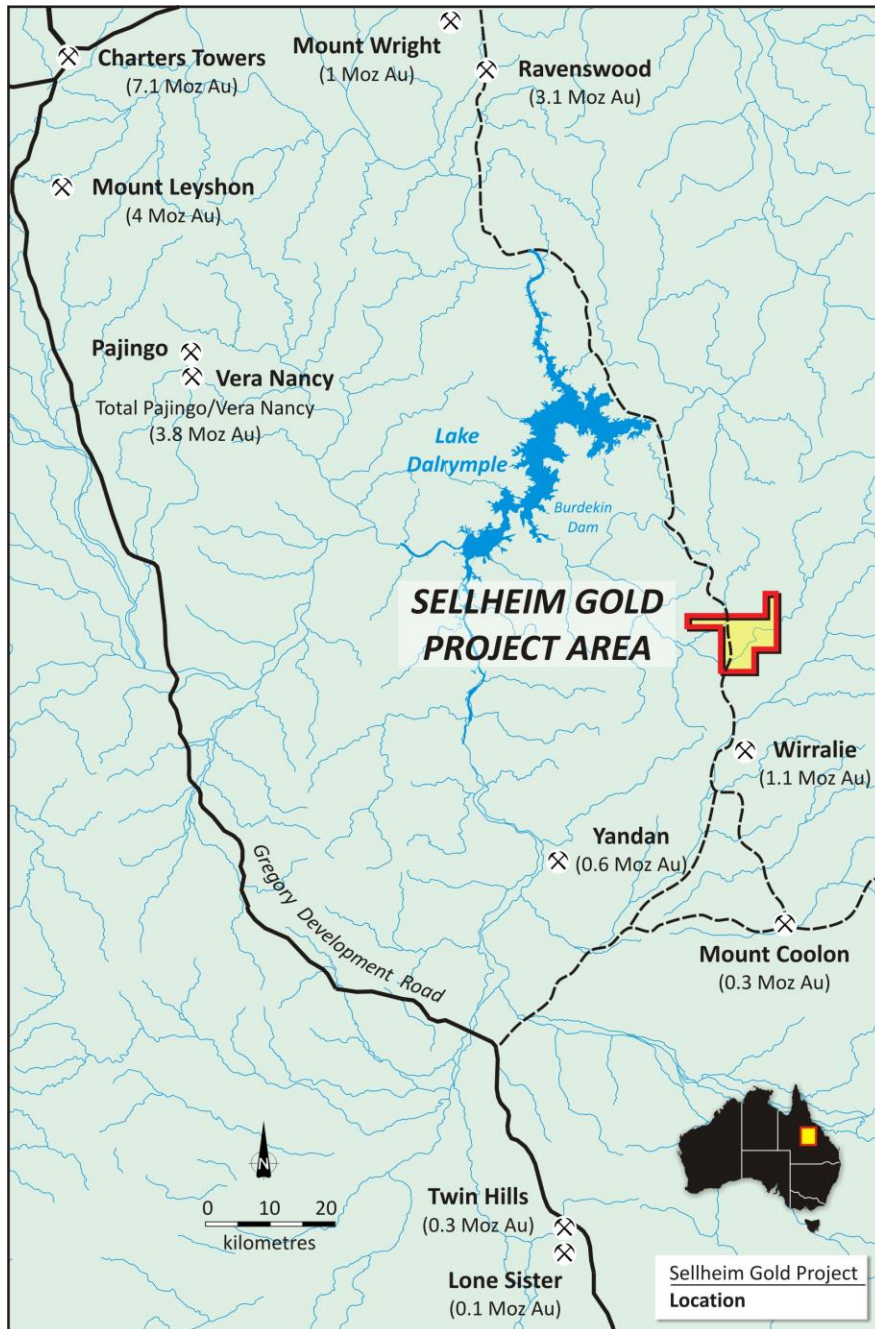 Mount Wright
(1 Moz Au)
Charters Towers
(7.1 Moz Au)
Ravenswood
(3.1 Moz Au)
Mount Leyshon
(4 Moz Au)
Pajingo
Vera Nancy
Total Pajingo/Vera Nancy
(3.8 Moz Au)
Lake
Dalrymple
Burdekin
Dam
SELLHEIM GOLD
PROJECT AREA
Wirralie
(1.1 Moz Au)
Yandan
(0.6 Moz Au)
Gregory Development Road
Mount Coolon
(0.3 Moz Au)
N
0 10 20
kilometres
Twin Hills
(0.3 Moz Au)
Lone Sister
(0.1 Moz Au)
Sellheim Gold Project
Location